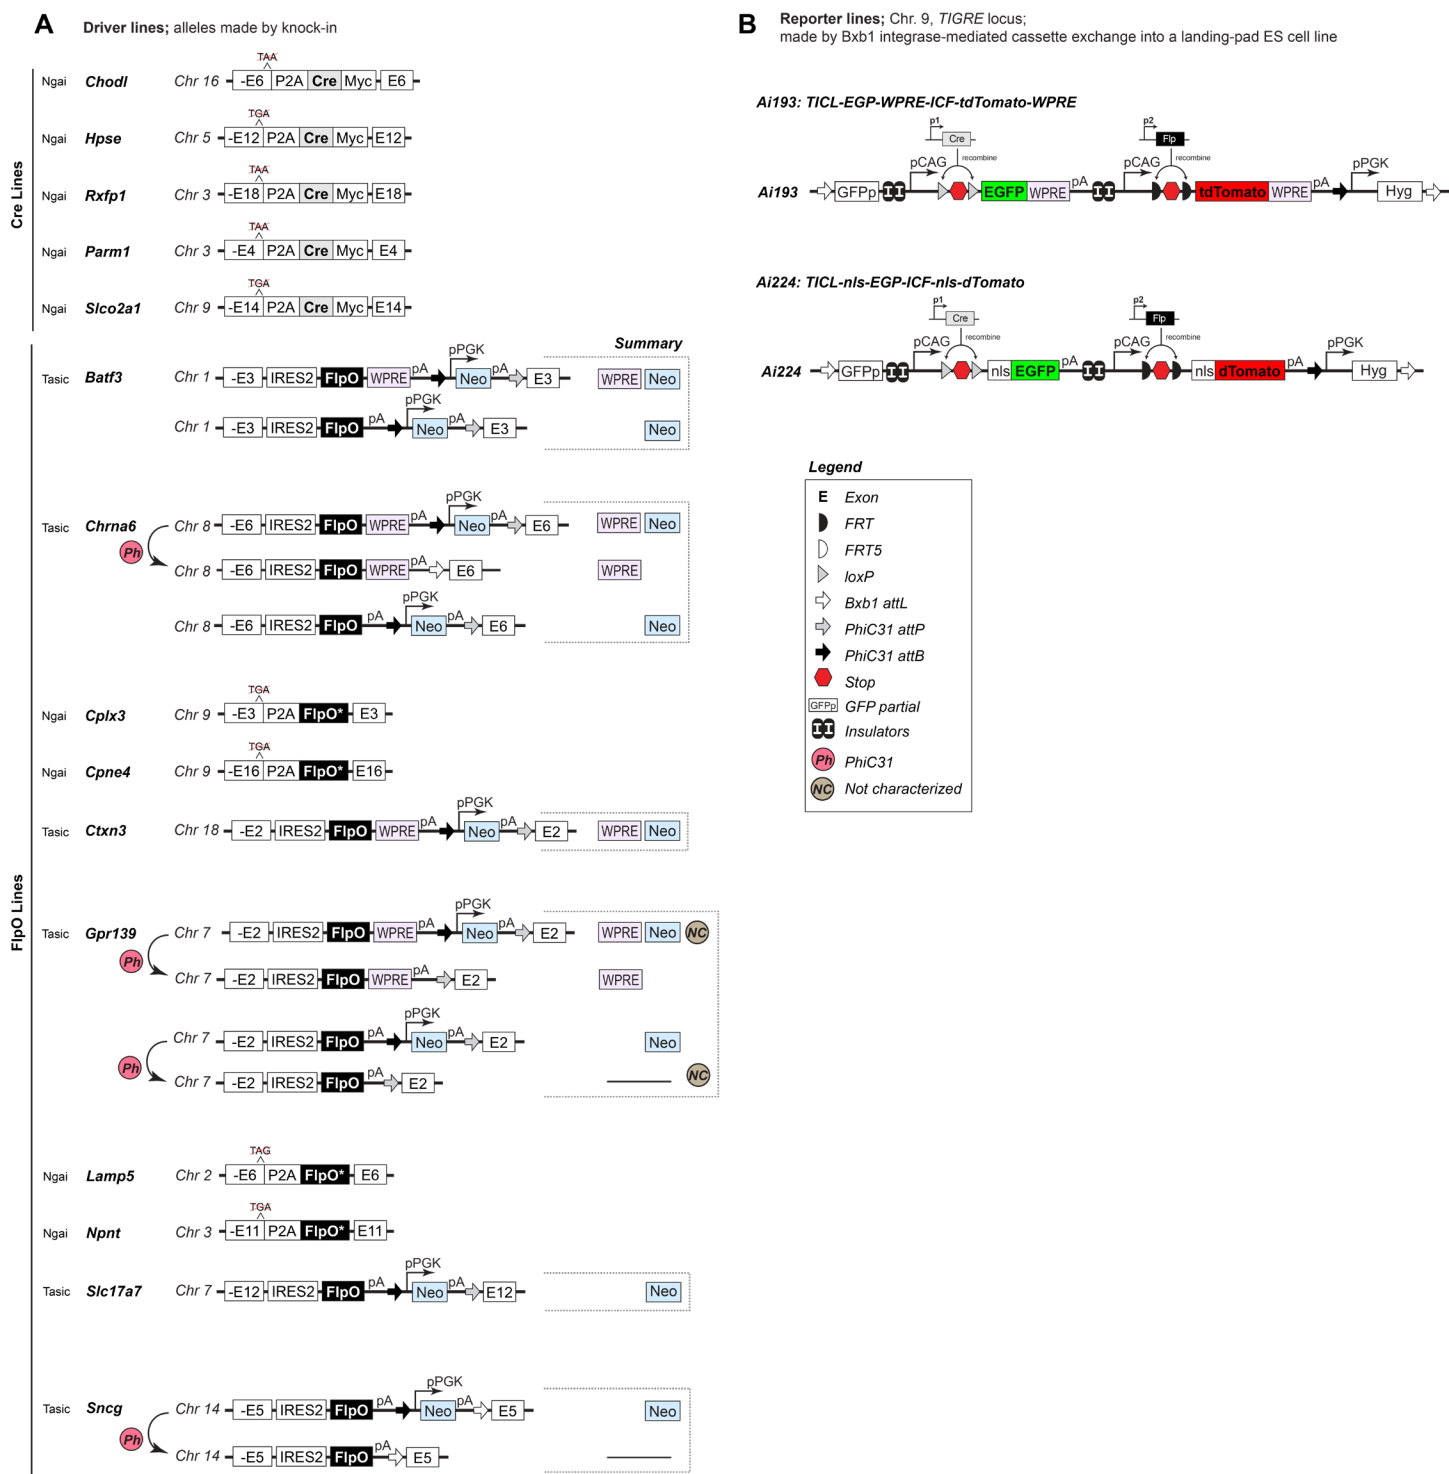 A
Driver lines; alleles made by knock-in
Cre Lines
TAA
Ngai Chodl Chr 16 -E6 P2A Cre Myc E6
TGA
Ngai Hpse Chr 5 -E12 P2A Cre Myc E12
TAA
Ngai Rxfp1 Chr 3 -E18 P2A Cre Myc E18
TAA
Ngai Parm1 Chr 3 -E4 P2A Cre Myc E4
TGA
Ngai Slco2a1 Chr 9 -E14 P2A Cre Myc E14
FlpO Lines
Summary
pPGK
Tasic Batf3 Chr 1 -E3 IRES2 FlpO WPRE pA Neo pA E3 WPRE Neo
pPGK
Chr 1 -E3 IRES2 FlpO pA Neo pA E3 Neo
pPGK
Tasic Chrna6 Chr 8 -E6 IRES2 FlpO WPRE pA Neo pA E6 WPRE Neo
Ph
Chr 8 -E6 IRES2 FlpO WPRE pA E6 WPRE
pPGK
Chr 8 -E6 IRES2 FlpO pA Neo pA E6 Neo
TGA
Ngai Cplx3 Chr 9 -E3 P2A FlpO* E3
TGA
Ngai Cpne4 Chr 9 -E16 P2A FlpO* E16
pPGK
Tasic Ctxn3 Chr 18 -E2 IRES2 FlpO WPRE pA Neo pA E2 WPRE Neo
pPGK
Tasic Gpr139 Chr 7 -E2 IRES2 FlpO WPRE pA Neo pA E2 WPRE Neo NC
Ph
Chr 7 -E2 IRES2 FlpO WPRE pA E2 WPRE
pPGK
Chr 7 -E2 IRES2 FlpO pA Neo pA E2 Neo
Ph
Chr 7 -E2 IRES2 FlpO pA E2 NC
TAG
Ngai Lamp5 Chr 2 -E6 P2A FlpO* E6
TGA
Ngai Npnt Chr 3 -E11 P2A FlpO* E11
pPGK
Tasic Slc17a7 Chr 7 -E12 IRES2 FlpO pA Neo pA E12 Neo
pPGK
Tasic Sncg Chr 14 -E5 IRES2 FlpO pA Neo pA E5 Neo
Ph
Chr 14 -E5 IRES2 FlpO pA E5
B
Reporter lines; Chr. 9, TIGRE locus;
made by Bxb1 integrase-mediated cassette exchange into a landing-pad ES cell line
Ai193: TICL-EGP-WPRE-ICF-tdTomato-WPRE
p1 p2
Cre Flp
recombine recombine
pCAG pCAG pPGK
Ai193 GFPp II EGFP WPRE pA II tdTomato WPRE pA Hyg
Ai224: TICL-nls-EGP-ICF-nls-dTomato
p1 p2
Cre Flp
recombine recombine
pCAG pCAG pPGK
Ai224 GFPp II nls EGFP pA II nls dTomato pA Hyg
Legend
E Exon
FRT
FRT5
loxP
Bxb1 attL
PhiC31 attP
PhiC31 attB
Stop
GFPp GFP partial
II Insulators
Ph PhiC31
NC Not characterized